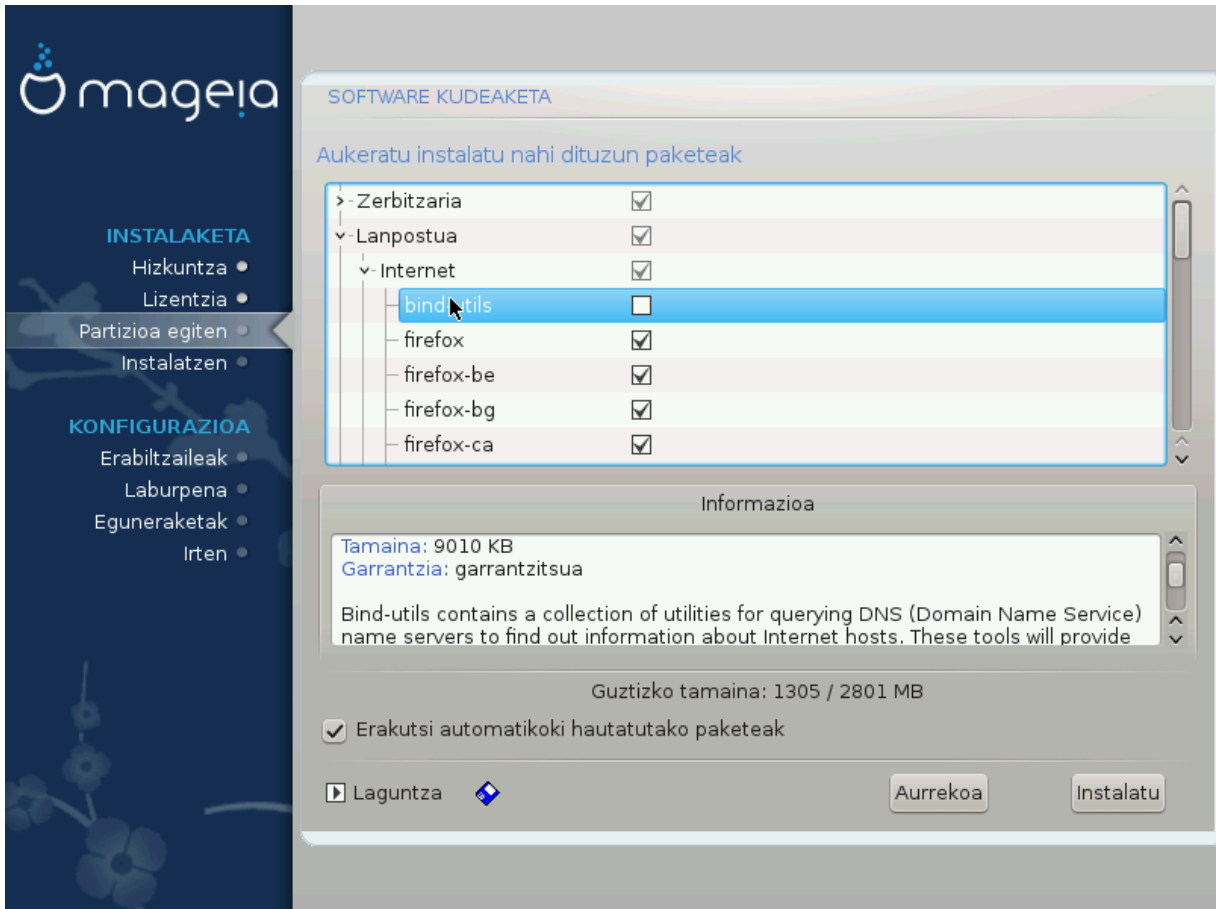 mageia
INSTALAKETA
Hizkuntza
Lizentzia
Partizioa egiten
Instalatzen
KONFIGURAZIOA
Erabiltzaileak
Laburpena
Eguneraketak
Irten
SOFTWARE KUDEAKETA
Aukeratu instalatu nahi dituzun paketeak
Zerbitzaria
Lanpostua
Internet
bind-utils
firefox
firefox-be
firefox-bg
firefox-ca
Informazioa
Tamaina: 9010 KB
Garrantzia: garrantzitsua
Bind-utils contains a collection of utilities for querying DNS (Domain Name Service)
name servers to find out information about Internet hosts. These tools will provide
Guztizko tamaina: 1305 / 2801 MB
Erakutsi automatikoki hautatutako paketeak
Laguntza
Aurrekoa
Instalatu